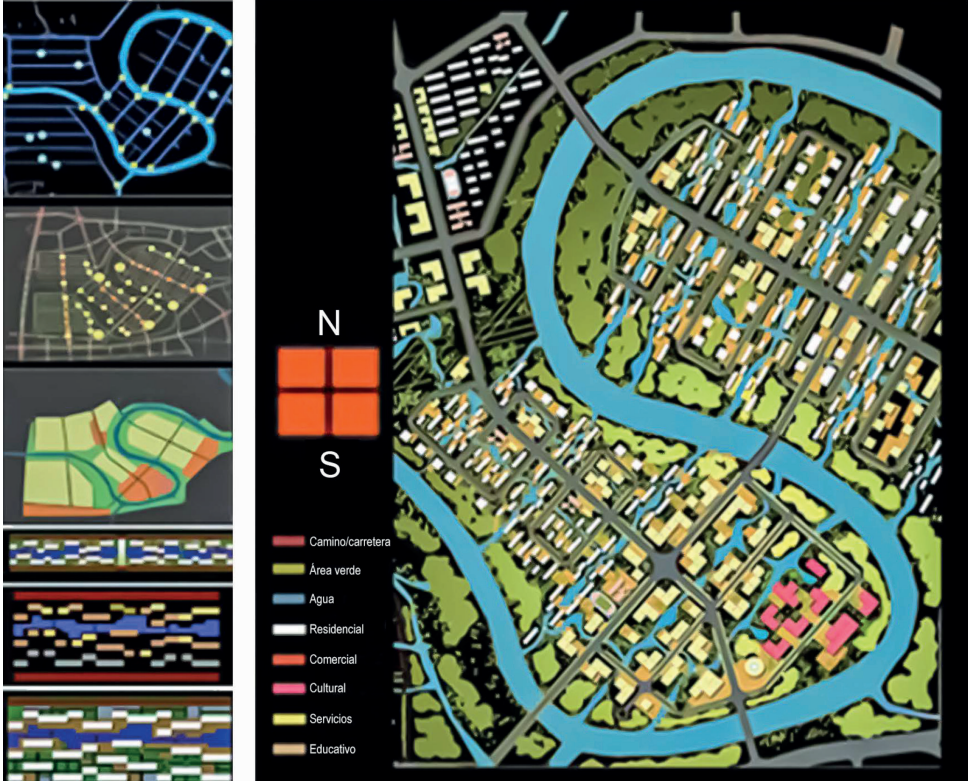 N
S
Camino/carretera
Área verde
Agua
Residencial
Comercial
Cultural
Servicios
Educativo